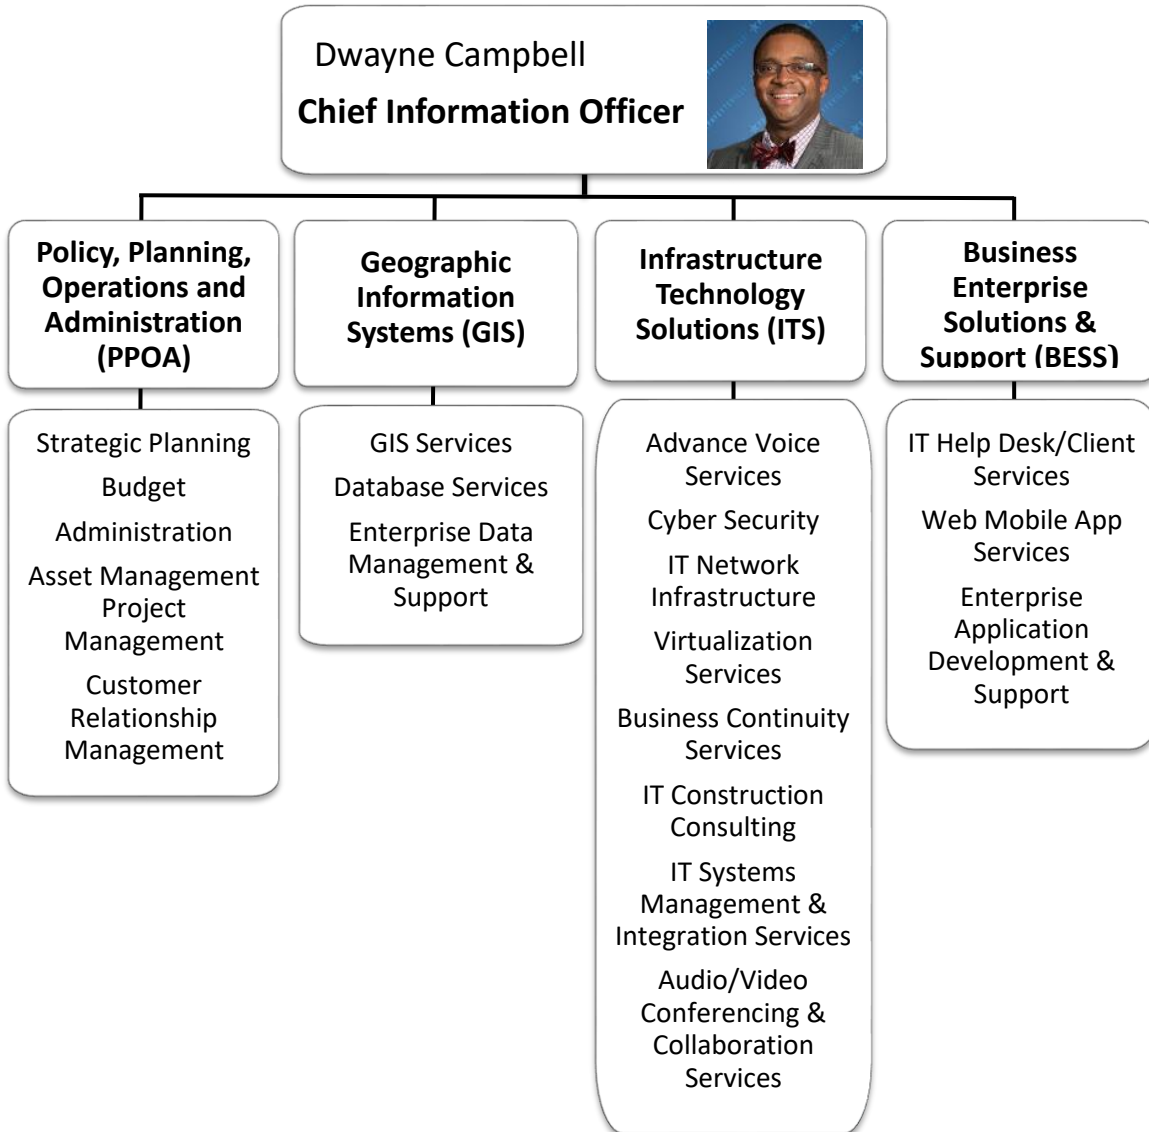 Dwayne Campbell
Chief Information Officer
Policy, Planning,
Operations and
Administration
(PPOA)
Geographic
Information
Systems (GIS)
Infrastructure
Technology
Solutions (ITS)
Business
Enterprise
Solutions &
Support (BESS)
Strategic Planning
Budget
Administration
Asset Management
Project
Management
Customer
Relationship
Management
GIS Services
Database Services
Enterprise Data
Management &
Support
Advance Voice
Services
Cyber Security
IT Network
Infrastructure
Virtualization
Services
Business Continuity
Services
IT Construction
Consulting
IT Systems
Management &
Integration Services
Audio/Video
Conferencing &
Collaboration
Services
IT Help Desk/Client
Services
Web Mobile App
Services
Enterprise
Application
Development &
Support